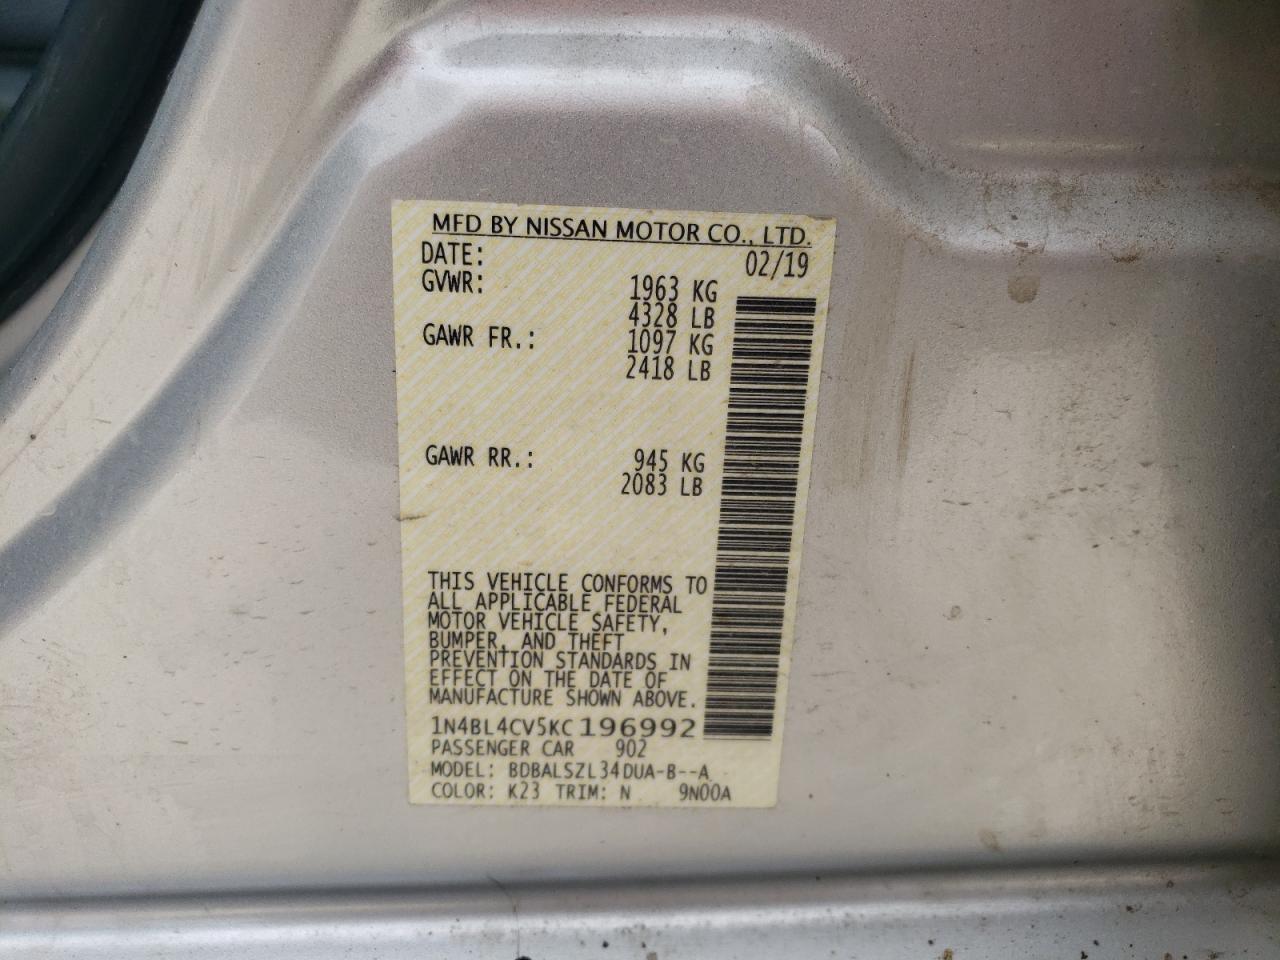 MFD BY NISSAN MOTOR CO., LTD.
DATE: 02/19
GVWR: 1963 KG
4328 LB
GAWR FR.: 1097 KG
2418 LB
GAWR RR.: 945 KG
2083 LB
THIS VEHICLE CONFORMS TO
ALL APPLICABLE FEDERAL
MOTOR VEHICLE SAFETY,
BUMPER, AND THEFT
PREVENTION STANDARDS IN
EFFECT ON THE DATE OF
MANUFACTURE SHOWN ABOVE.
1N4BL4CV5KC196992
PASSENGER CAR 902
MODEL: BDBALSZL34DUA-B--A
COLOR: K23 TRIM: N 9N00A